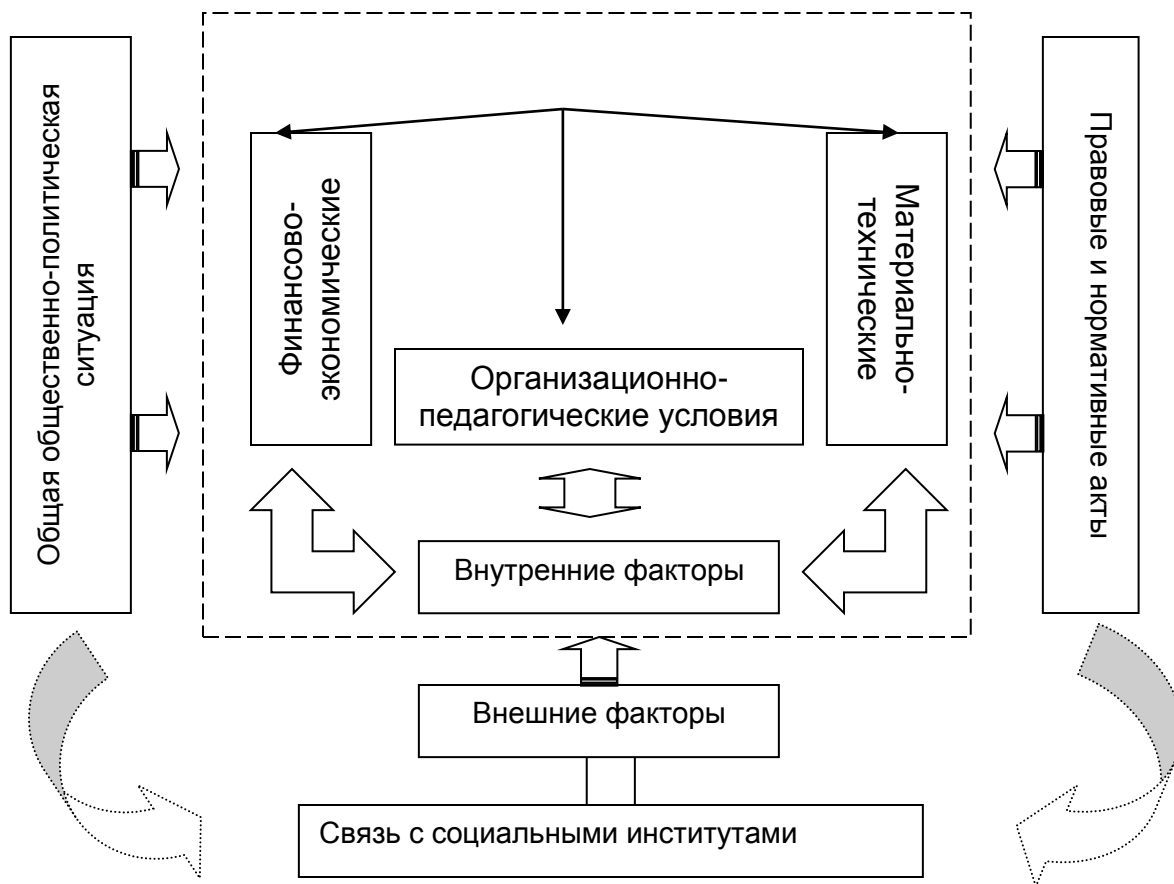 Общая общественно-политическая
ситуация
Финансово-
экономические
Организационно-
педагогические условия
Материально-
технические
Правовые и нормативные акты
Внутренние факторы
Внешние факторы
Связь с социальными институтами